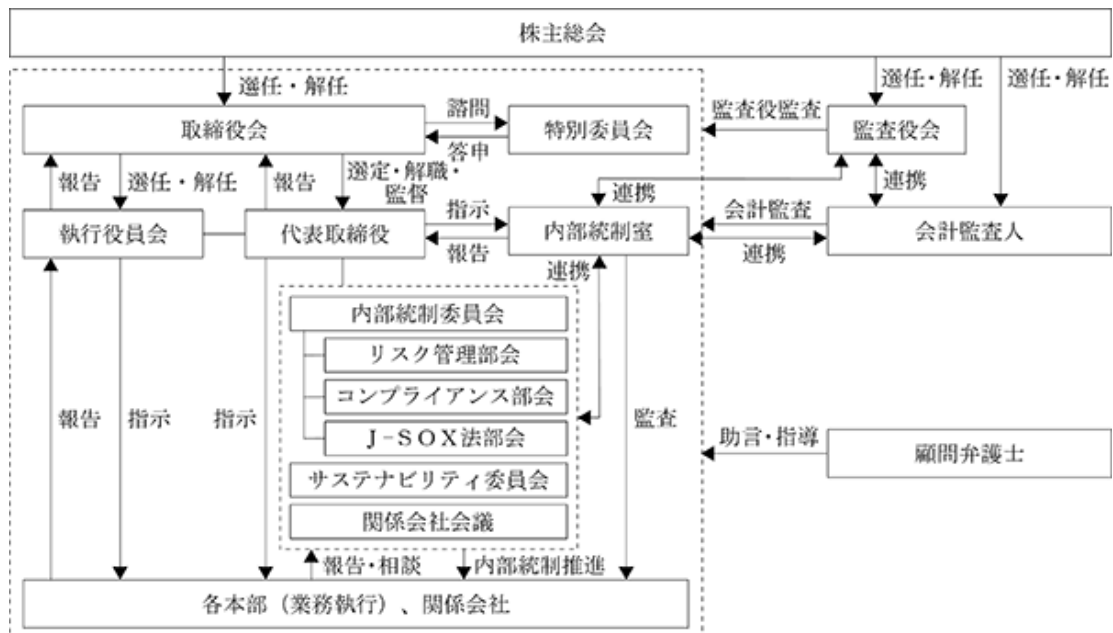 株主総会
選任・解任
選任・解任
選任・解任
取締役会
諮問
答申
特別委員会
監査役監査
監査役会
報告
選任・解任
報告
選定・解職・
監督
連携
連携
執行役員会
代表取締役
指示
報告
内部統制室
会計監査
連携
会計監査人
連携
内部統制委員会
リスク管理部会
コンプライアンス部会
J-SOX法部会
サステナビリティ委員会
関係会社会議
報告
指示
指示
監査
助言・指導
顧問弁護士
報告・相談
内部統制推進
各本部（業務執行）、関係会社